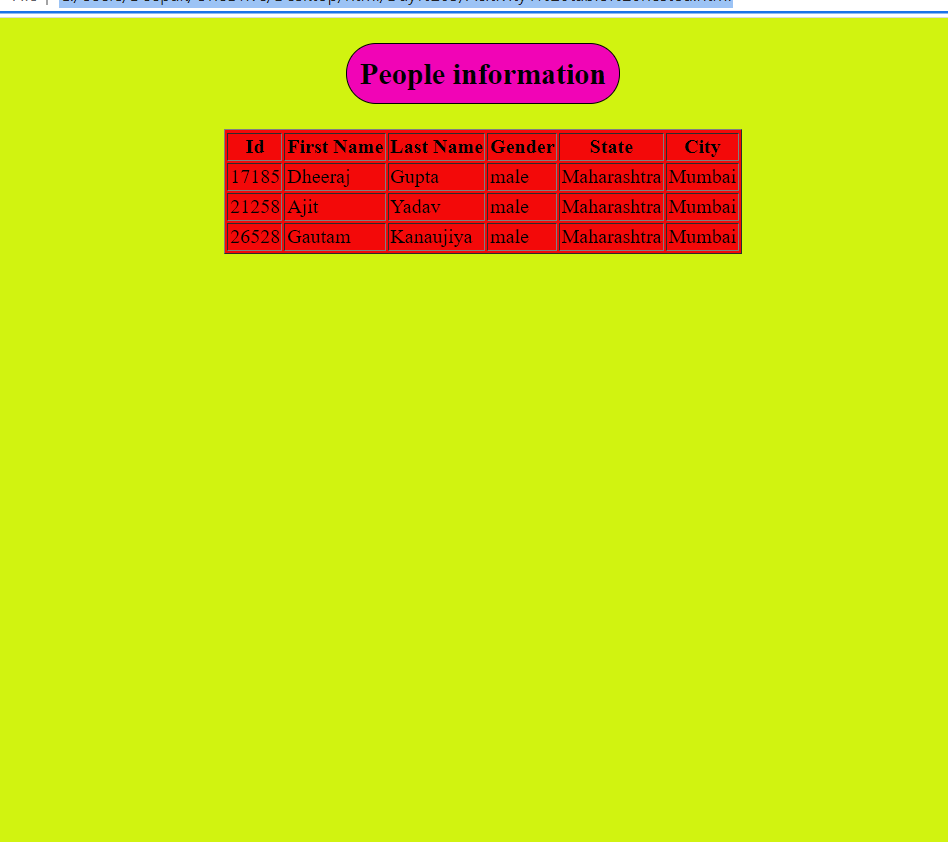 People information
Id First Name Last Name Gender State City
17185 Dheeraj Gupta male Maharashtra Mumbai
21258 Ajit Yadav male Maharashtra Mumbai
26528 Gautam Kanaujiya male Maharashtra Mumbai